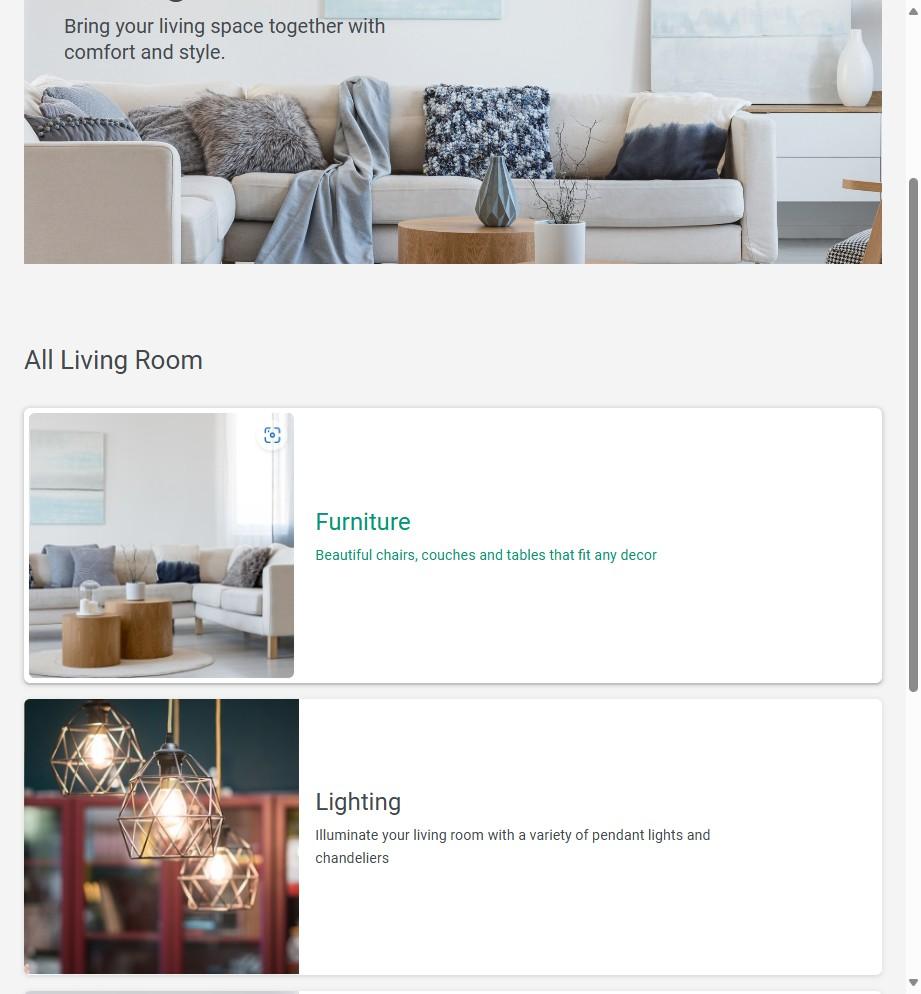 Bring your living space together with
comfort and style.
All Living Room
Furniture
Beautiful chairs, couches and tables that fit any decor
Lighting
Illuminate your living room with a variety of pendant lights and
chandeliers